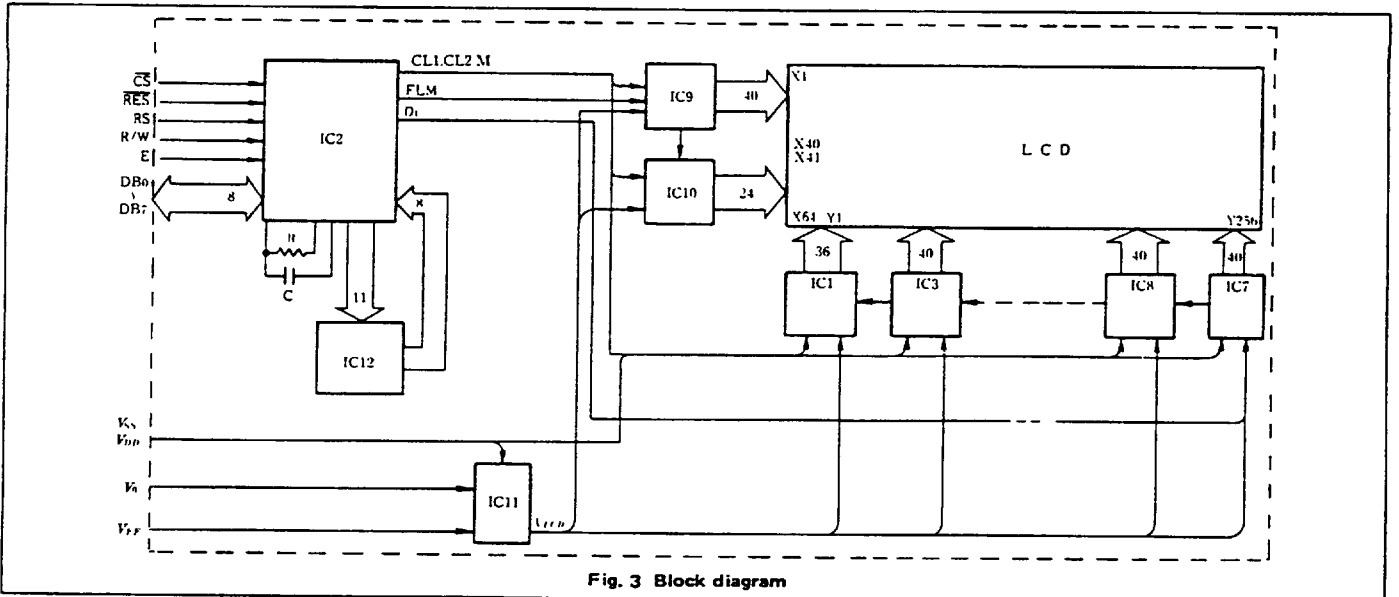 CS
RES
RS
R/W
E
DB0
DB7
8
IC2
CL1.CL2 M
FLM
D1
R
C
11
8
IC12
IC9
40
IC10
24
X1
X40
X41
X64 Y1
Y256
LCD
36
40
40
40
IC1
IC3
IC8
IC7
VSS
VDD
V0
VEE
IC11
VLCD
Fig. 3 Block diagram